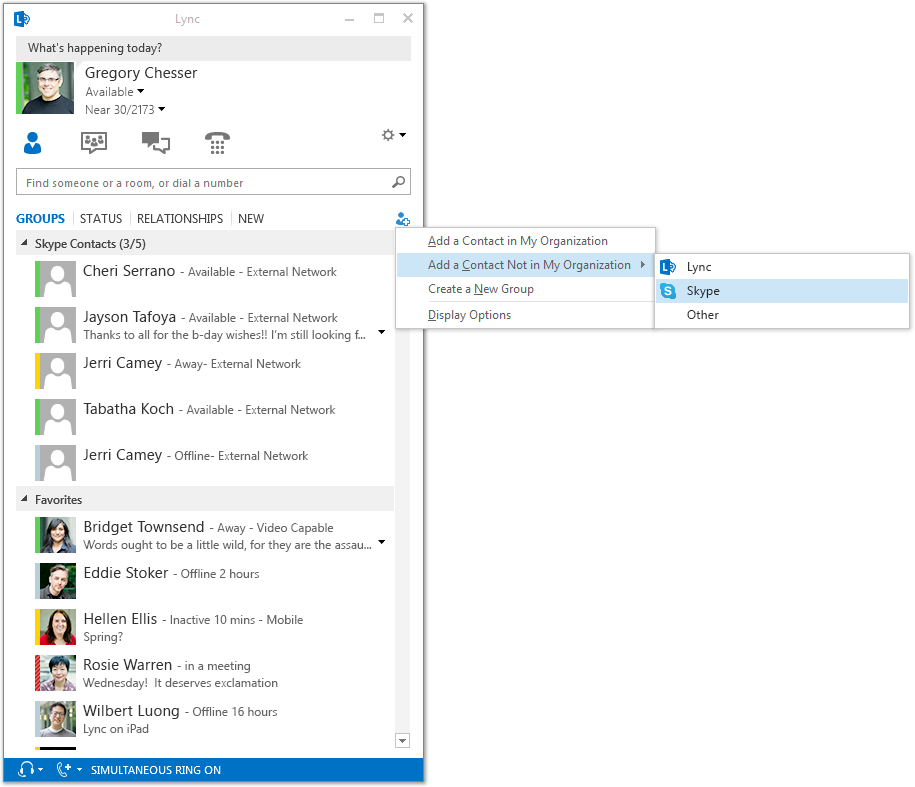 Lync
What's happening today?
Gregory Chesser
Available
Near 30/2173
Find someone or a room, or dial a number
GROUPS STATUS RELATIONSHIPS NEW
Skype Contacts (3/5)
Cheri Serrano - Available - External Network
Jayson Tafoya - Available - External Network
Thanks to all for the b-day wishes!! I'm still looking f...
Jerri Camey - Away- External Network
Tabatha Koch - Available - External Network
Jerri Camey - Offline- External Network
Favorites
Bridget Townsend - Away - Video Capable
Words ought to be a little wild, for they are the assau...
Eddie Stoker - Offline 2 hours
Hellen Ellis - Inactive 10 mins - Mobile
Spring?
Rosie Warren - in a meeting
Wednesday! It deserves exclamation
Wilbert Luong - Offline 16 hours
Lync on iPad
SIMULTANEOUS RING ON
Add a Contact in My Organization
Add a Contact Not in My Organization
Create a New Group
Display Options
Lync
Skype
Other